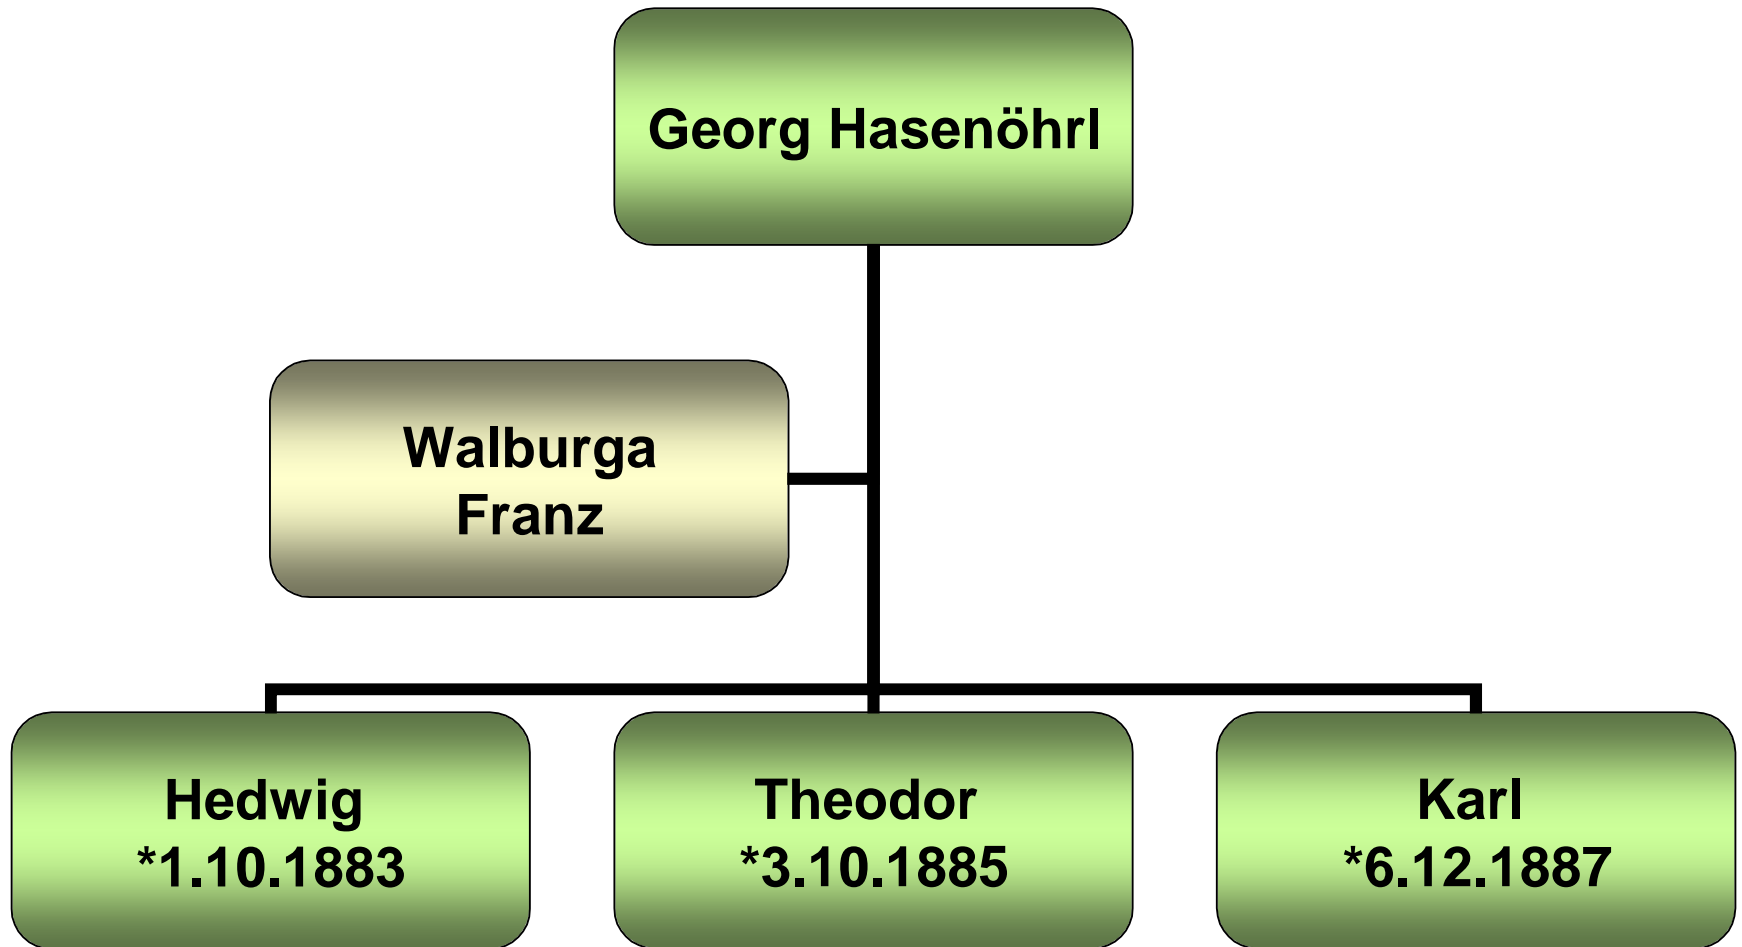 Georg Hasenöhrl
Walburga
Franz
Hedwig
*1.10.1883
Theodor
*3.10.1885
Karl
*6.12.1887